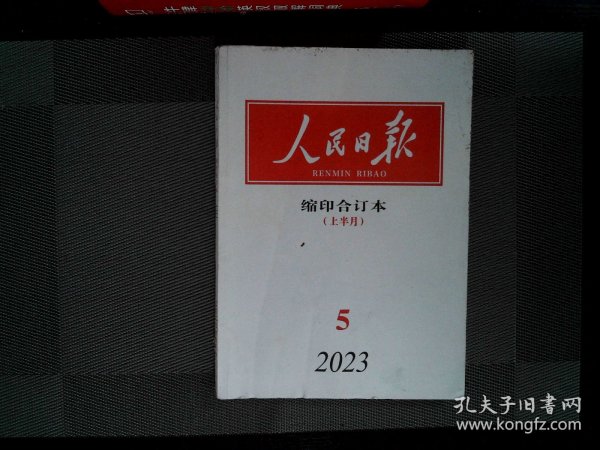 人民日报
RENMIN RIBAO
缩印合订本
(上半月)
5
2023
孔夫子旧书网
www.kongfz.com